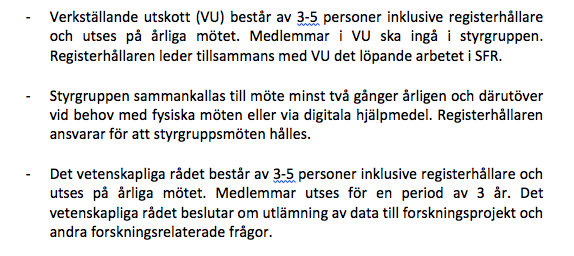 - Verkställande utskott (VU) består av 3-5 personer inklusive registerhållare
och utses på årliga mötet. Medlemmar i VU ska ingå i styrgruppen.
Registerhållaren leder tillsammans med VU det löpande arbetet i SFR.
- Styrgruppen sammankallas till möte minst två gånger årligen och därutöver
vid behov med fysiska möten eller via digitala hjälpmedel. Registerhållaren
ansvarar för att styrgruppsmöten hålles.
- Det vetenskapliga rådet består av 3-5 personer inklusive registerhållare och
utses på årliga mötet. Medlemmar utses för en period av 3 år. Det
vetenskapliga rådet beslutar om utlämning av data till forskningsprojekt och
andra forskningsrelaterade frågor.